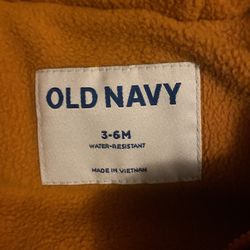 OLD NAVY
3-6M
WATER-RESISTANT
MADE IN VIETNAM